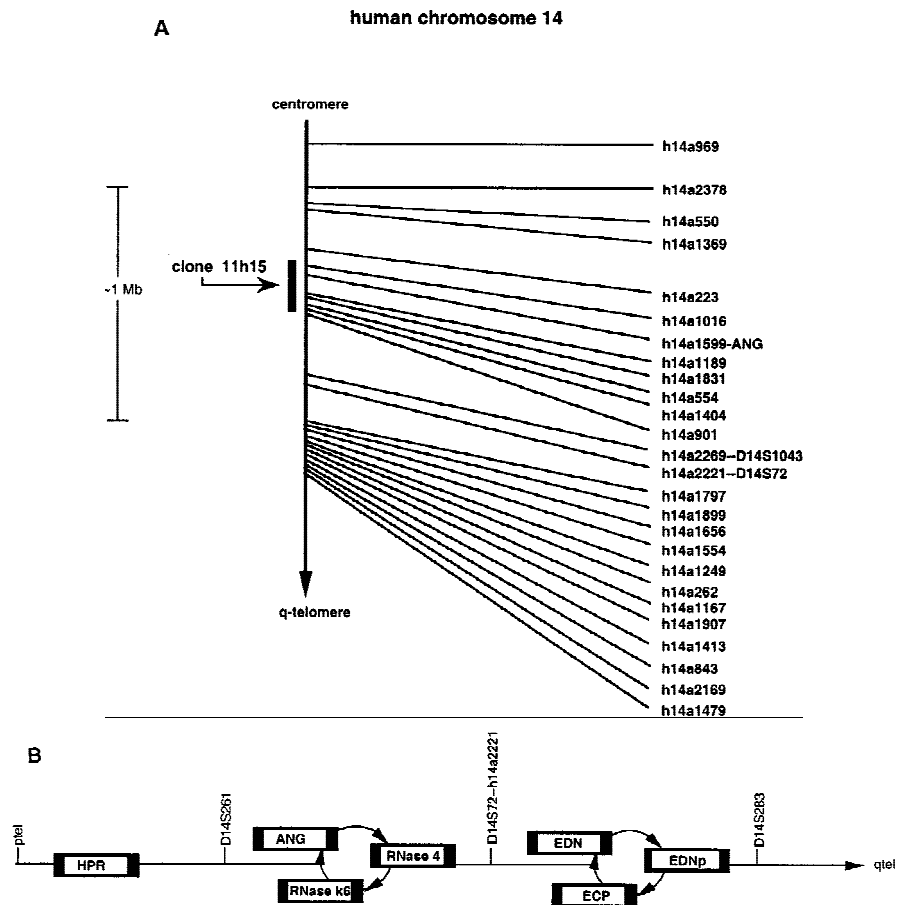 human chromosome 14
A
centromere
h14a969
h14a2378
h14a550
h14a1369
clone 11h15
~1 Mb
h14a223
h14a1016
h14a1599-ANG
h14a1189
h14a1831
h14a554
h14a1404
h14a901
h14a2269--D14S1043
h14a2221--D14S72
h14a1797
h14a1899
h14a1656
h14a1554
h14a1249
h14a262
h14a1167
h14a1907
h14a1413
h14a843
h14a2169
h14a1479
q-telomere
B
ptel
HPR
D14S261
ANG
RNase 4
RNase k6
D14S72--h14a2221
EDN
EDNp
ECP
D14S283
qtel